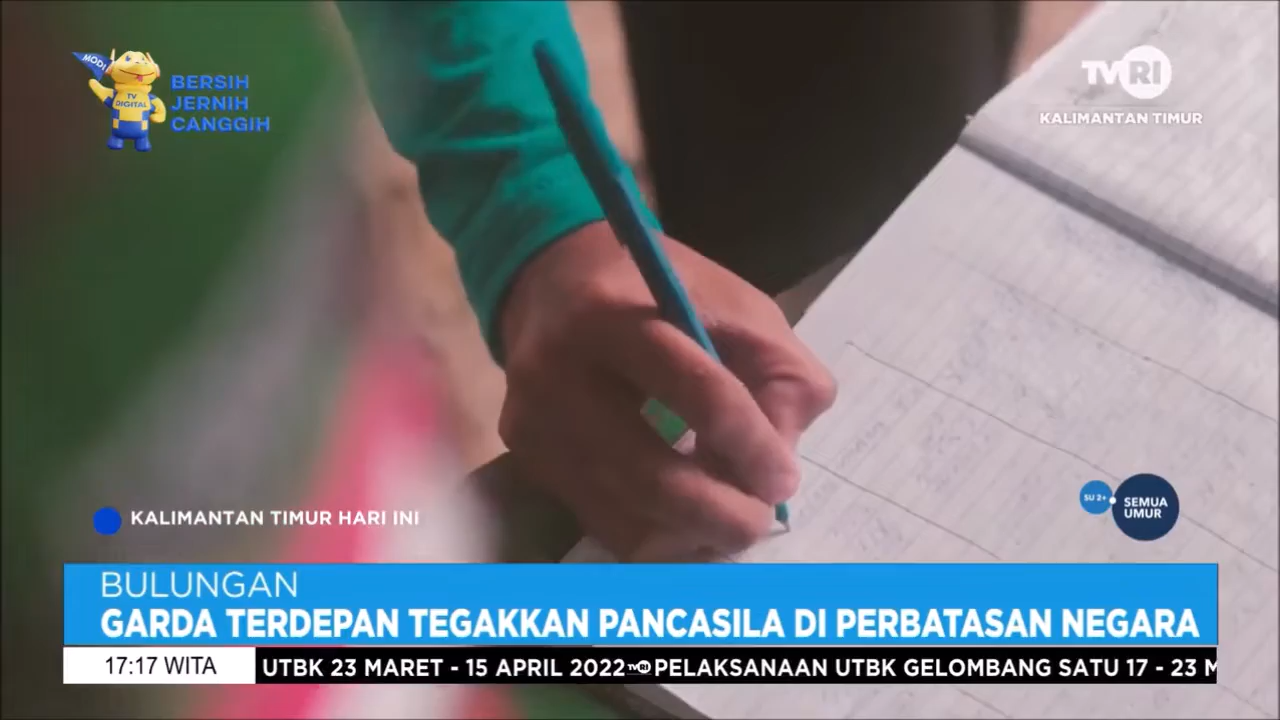 MODI
TV
DIGITAL
BERSIH
JERNIH
CANGGIH
TVRI
KALIMANTAN TIMUR
KALIMANTAN TIMUR HARI INI
SU 2+
SEMUA
UMUR
BULUNGAN
GARDA TERDEPAN TEGAKKAN PANCASILA DI PERBATASAN NEGARA
17:17 WITA
UTBK 23 MARET - 15 APRIL 2022 TVRI PELAKSANAAN UTBK GELOMBANG SATU 17 - 23 M